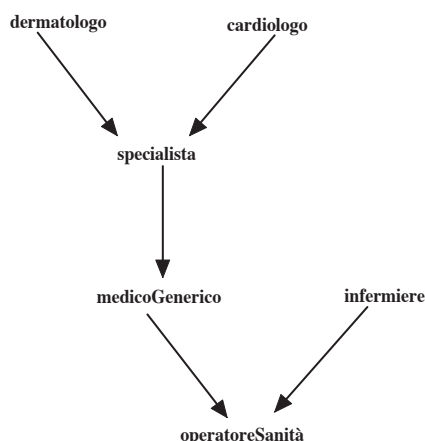 dermatologo
cardiologo
specialista
medicoGenerico
infermiere
operatoreSanità